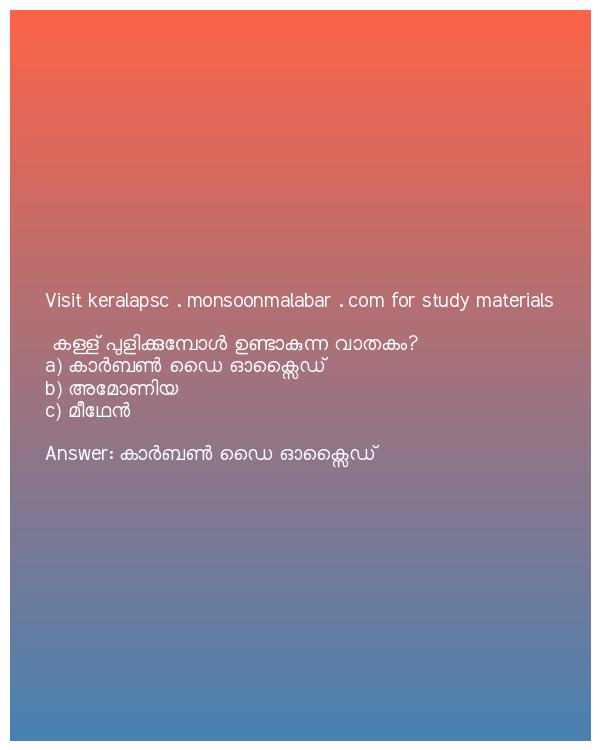 Visit keralapsc . monsoonmalabar . com for study materials
കള്ള് പുളിക്കുമ്പോൾ ഉണ്ടാകുന്ന വാതകം?
a) കാർബൺ ഡൈ ഓക്സൈഡ്
b) അമോണിയ
c) മീഥേൻ
Answer: കാർബൺ ഡൈ ഓക്സൈഡ്